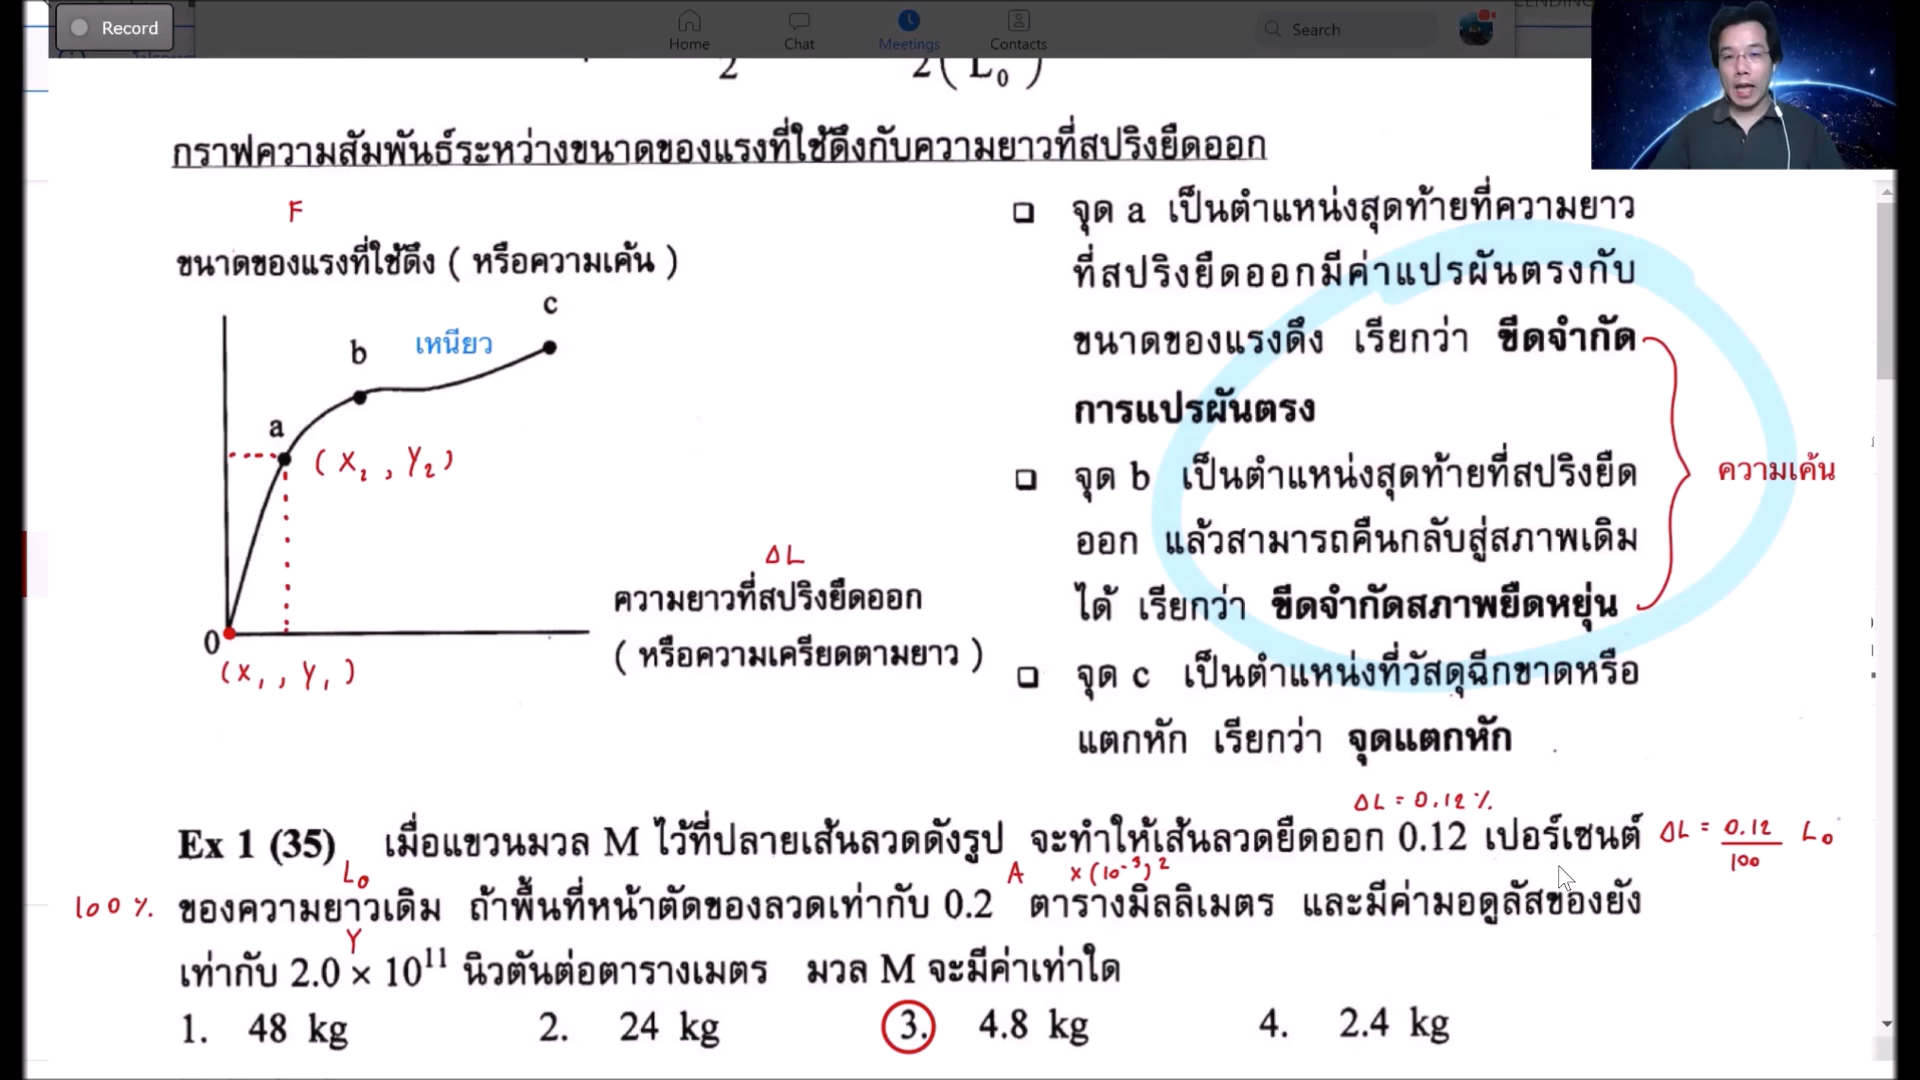 Record
Home
Chat
Meetings
Contacts
Search
2
2 ( L₀ )
กราฟความสัมพันธ์ระหว่างขนาดของแรงที่ใช้ดึงกับความยาวที่สปริงยืดออก
F
ขนาดของแรงที่ใช้ดึง ( หรือความเค้น )
c
b
เหนียว
a
( X₂ , Y₂ )
ΔL
ความยาวที่สปริงยืดออก
0
( หรือความเครียดตามยาว )
( X₁ , Y₁ )
❑ จุด a เป็นตำแหน่งสุดท้ายที่ความยาว
ที่สปริงยืดออกมีค่าแปรผันตรงกับ
ขนาดของแรงดึง เรียกว่า ขีดจำกัด
การแปรผันตรง
❑ จุด b เป็นตำแหน่งสุดท้ายที่สปริงยืด
ความเค้น
ออก แล้วสามารถคืนกลับสู่สภาพเดิม
ได้ เรียกว่า ขีดจำกัดสภาพยืดหยุ่น
❑ จุด c เป็นตำแหน่งที่วัสดุฉีกขาดหรือ
แตกหัก เรียกว่า จุดแตกหัก
ΔL = 0.12 %
Ex 1 (35) เมื่อแขวนมวล M ไว้ที่ปลายเส้นลวดดังรูป จะทำให้เส้นลวดยืดออก 0.12 เปอร์เซนต์
ΔL = 0.12/100 L₀
L₀
A
x (10⁻³)²
100 %
ของความยาวเดิม ถ้าพื้นที่หน้าตัดของลวดเท่ากับ 0.2 ตารางมิลลิเมตร และมีค่ามอดูลัสของยัง
Y
เท่ากับ 2.0 × 10¹¹ นิวตันต่อตารางเมตร มวล M จะมีค่าเท่าใด
1. 48 kg 2. 24 kg 3. 4.8 kg 4. 2.4 kg